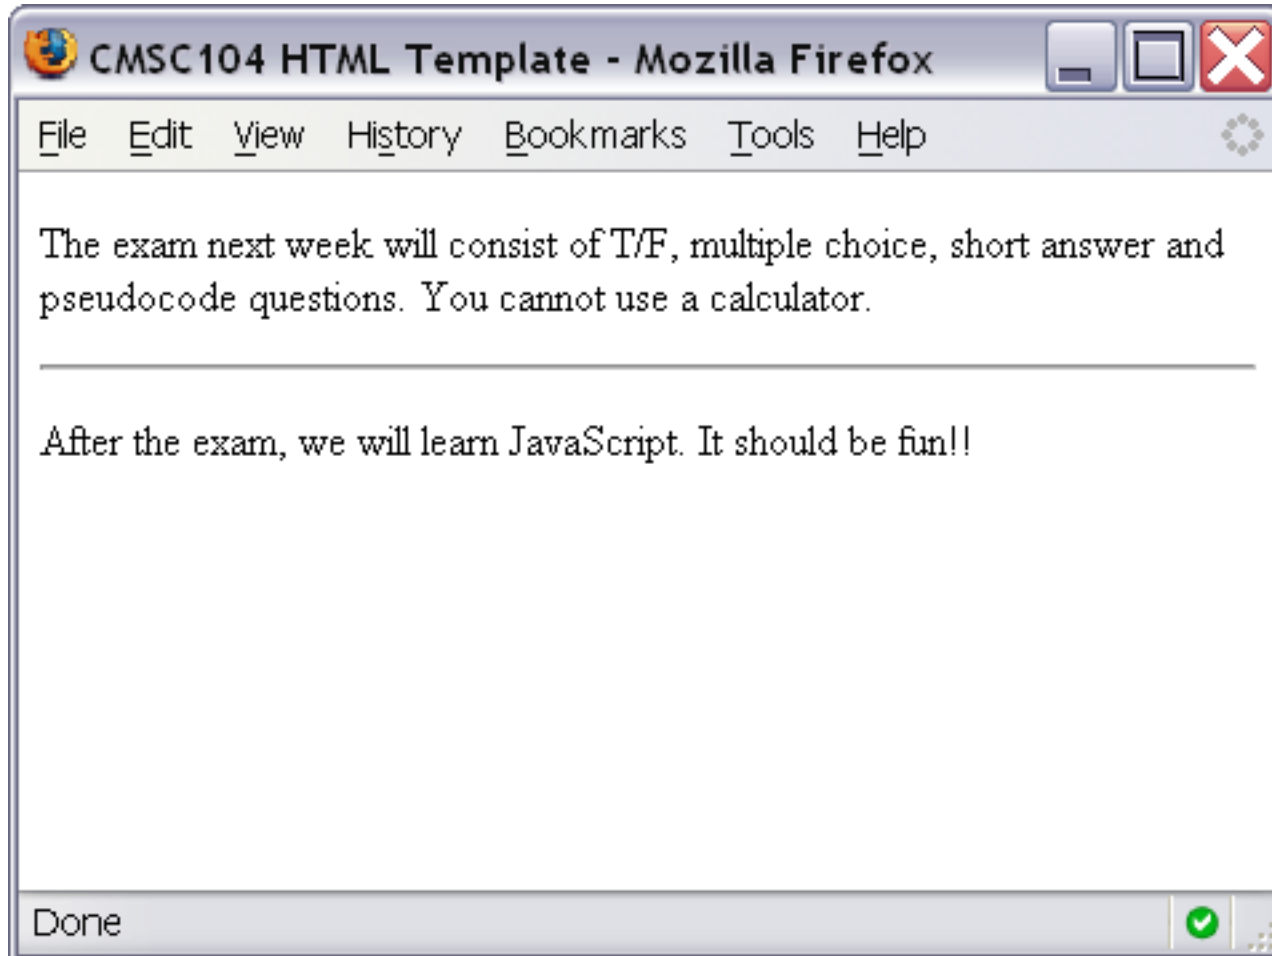 CMSC104 HTML Template - Mozilla Firefox
File Edit View History Bookmarks Tools Help
The exam next week will consist of T/F, multiple choice, short answer and
pseudocode questions. You cannot use a calculator.
After the exam, we will learn JavaScript. It should be fun!!
Done